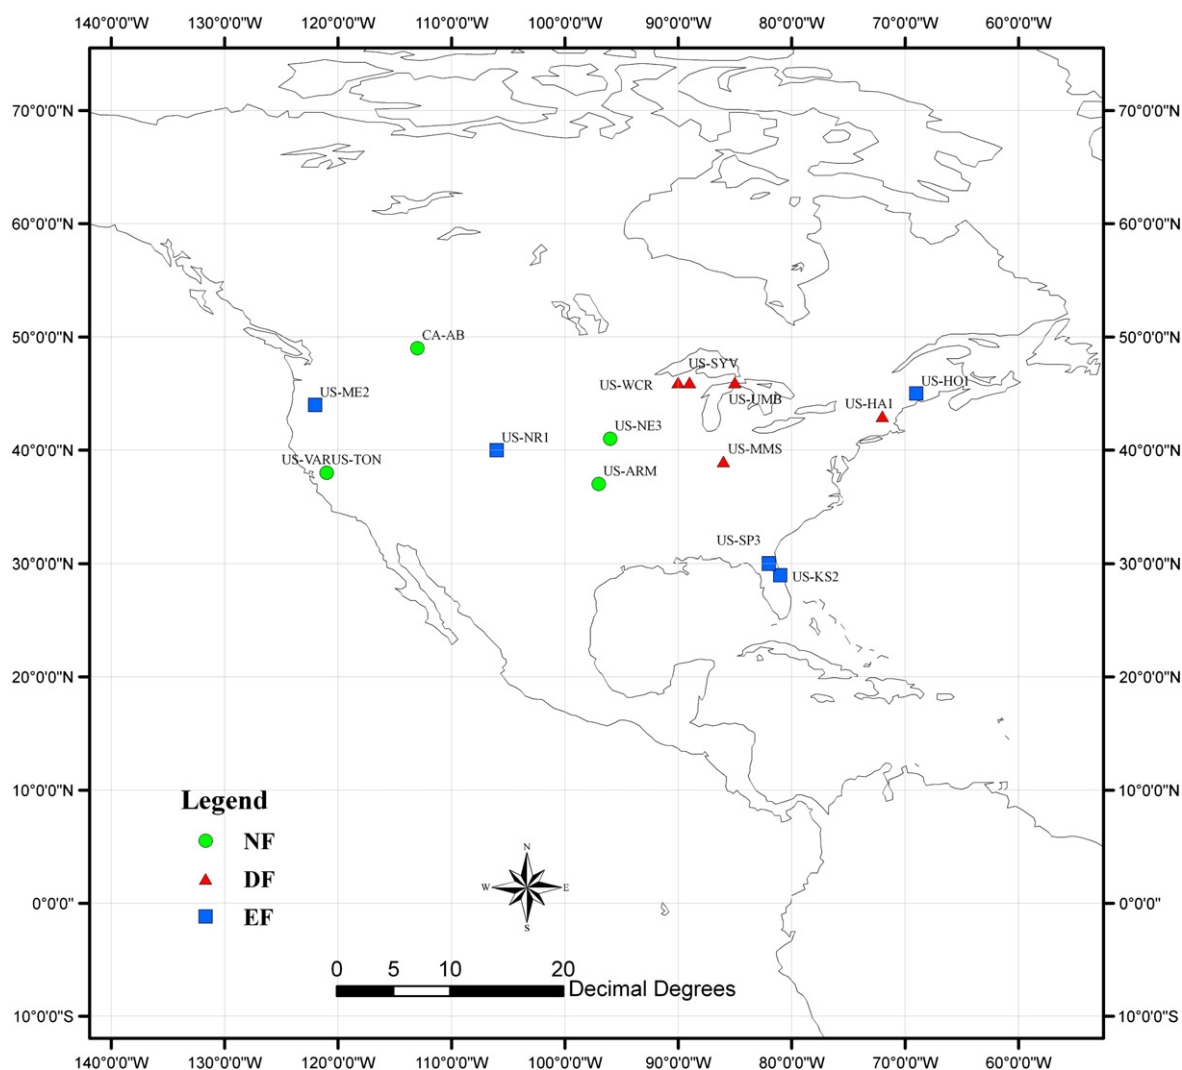 140°0'0"W 130°0'0"W 120°0'0"W 110°0'0"W 100°0'0"W 90°0'0"W 80°0'0"W 70°0'0"W 60°0'0"W
70°0'0"N 70°0'0"N
60°0'0"N 60°0'0"N
50°0'0"N 50°0'0"N
CA-AB
US-SYV
US-WCR
US-HO1
US-ME2
US-UMB
US-HA1
US-NE3
US-NR1
US-MMS
40°0'0"N 40°0'0"N
US-VARUS-TON
US-ARM
US-SP3
30°0'0"N 30°0'0"N
US-KS2
20°0'0"N 20°0'0"N
10°0'0"N 10°0'0"N
Legend
NF
DF
EF
N
W E
S
0°0'0" 0°0'0"
0 5 10 20
Decimal Degrees
10°0'0"S 10°0'0"S
140°0'0"W 130°0'0"W 120°0'0"W 110°0'0"W 100°0'0"W 90°0'0"W 80°0'0"W 70°0'0"W 60°0'0"W